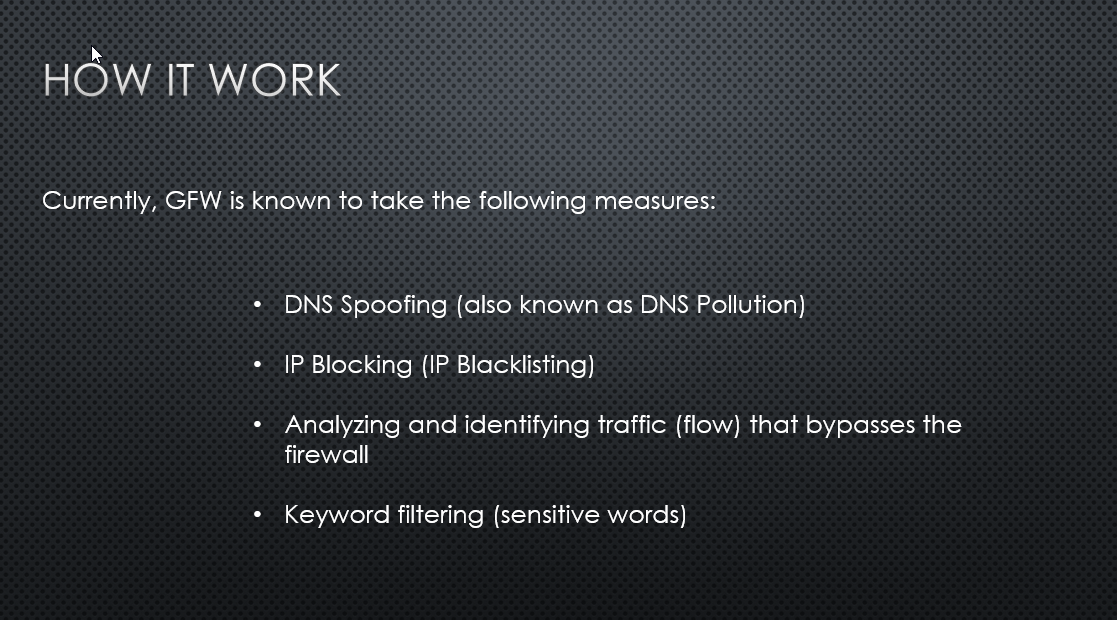 HOW IT WORK
Currently, GFW is known to take the following measures:
• DNS Spoofing (also known as DNS Pollution)
• IP Blocking (IP Blacklisting)
• Analyzing and identifying traffic (flow) that bypasses the
firewall
• Keyword filtering (sensitive words)